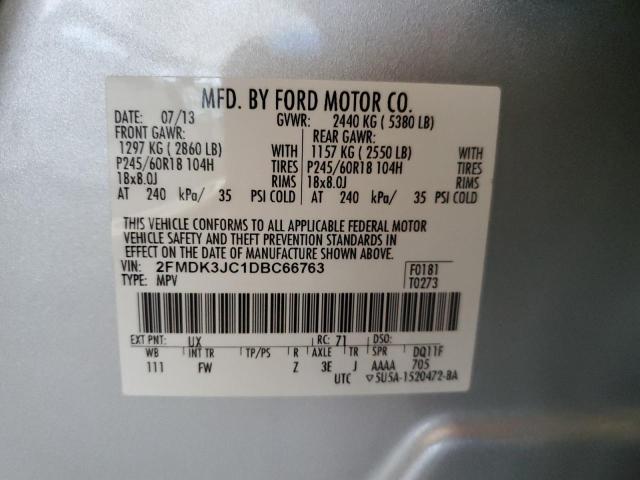 MFD. BY FORD MOTOR CO.
DATE: 07/13 GVWR: 2440 KG ( 5380 LB)
FRONT GAWR: REAR GAWR:
1297 KG ( 2860 LB) WITH 1157 KG ( 2550 LB) WITH
P245/60R18 104H TIRES P245/60R18 104H TIRES
18x8.0J RIMS 18x8.0J RIMS
AT 240 kPa/ 35 PSI COLD AT 240 kPa/ 35 PSI COLD
THIS VEHICLE CONFORMS TO ALL APPLICABLE FEDERAL MOTOR
VEHICLE SAFETY AND THEFT PREVENTION STANDARDS IN
EFFECT ON THE DATE OF MANUFACTURE SHOWN ABOVE.
VIN: 2FMDK3JC1DBC66763 F0181
TYPE: MPV T0273
EXT PNT: UX RC: 71 DSO:
WB INT TR TP/PS R AXLE TR SPR DQ11F
111 FW Z 3E J AAAA 705
UTC ▽5U5A-1520472-BA